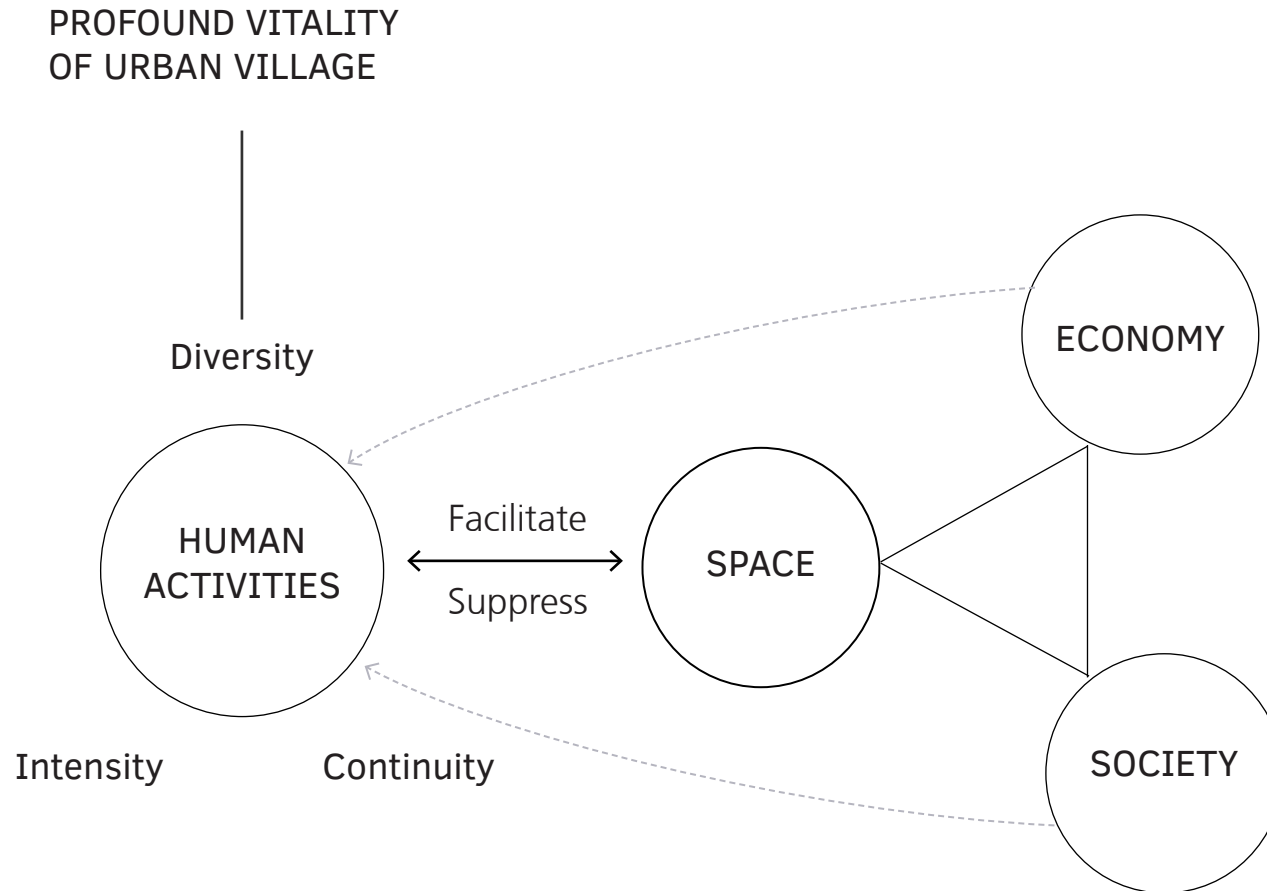 PROFOUND VITALITY
OF URBAN VILLAGE
Diversity
ECONOMY
HUMAN
ACTIVITIES
Facilitate
Suppress
SPACE
Intensity
Continuity
SOCIETY